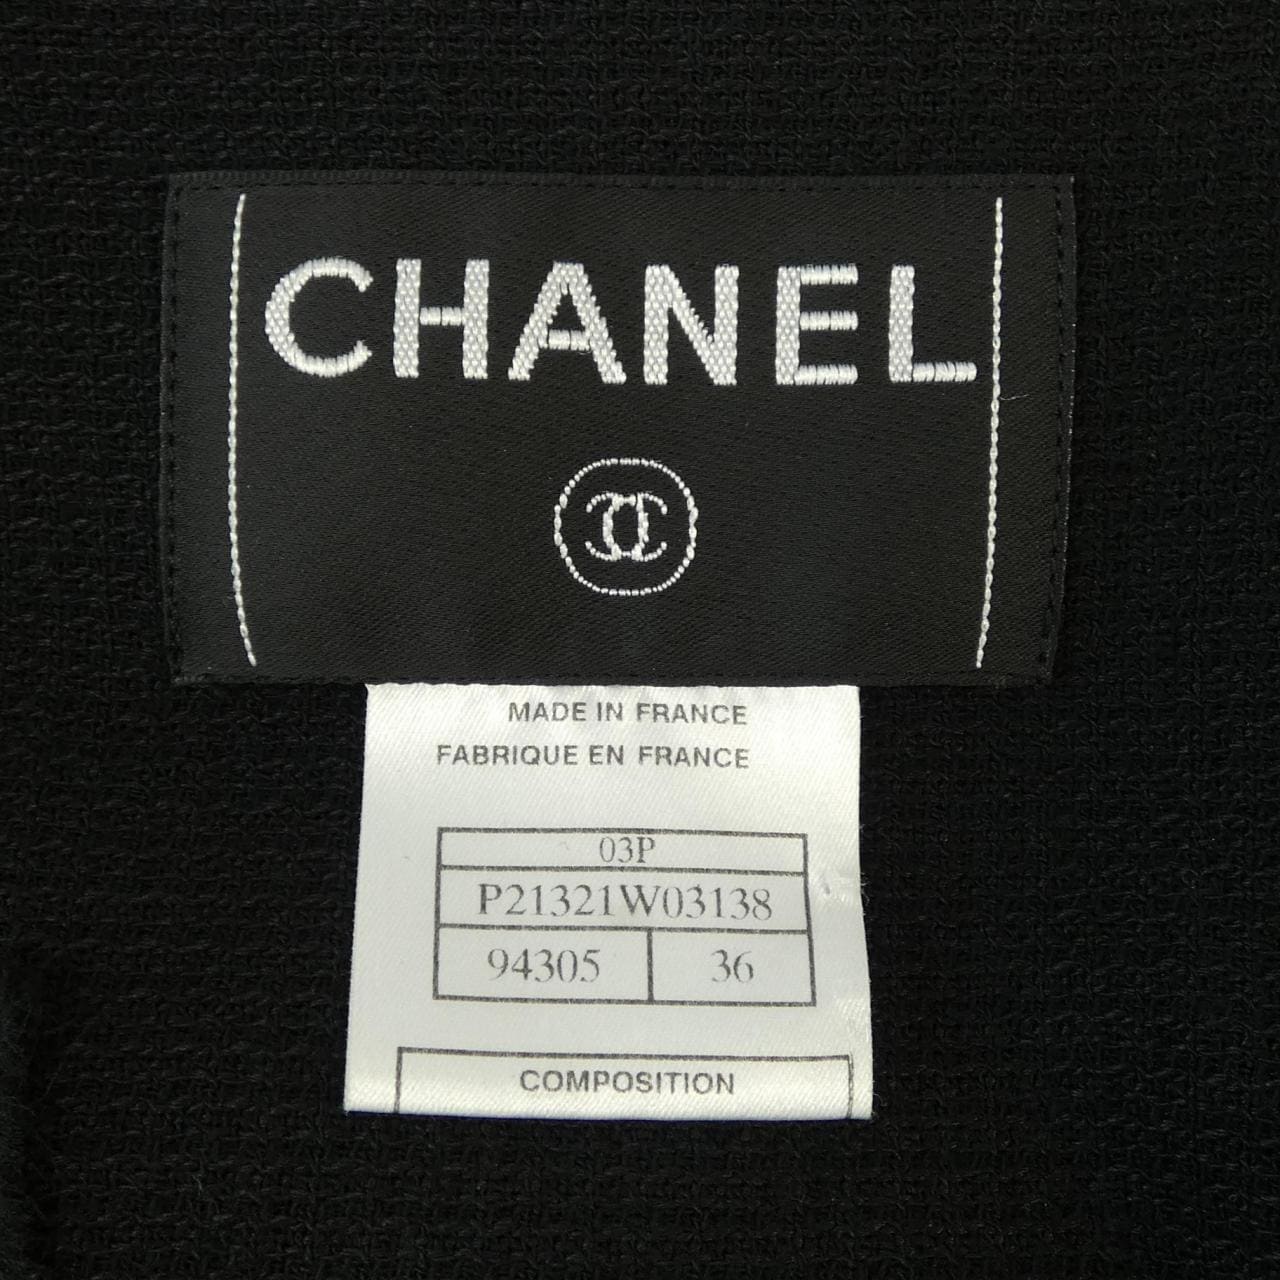 CHANEL
MADE IN FRANCE
FABRIQUE EN FRANCE
03P
P21321W03138
94305 36
COMPOSITION